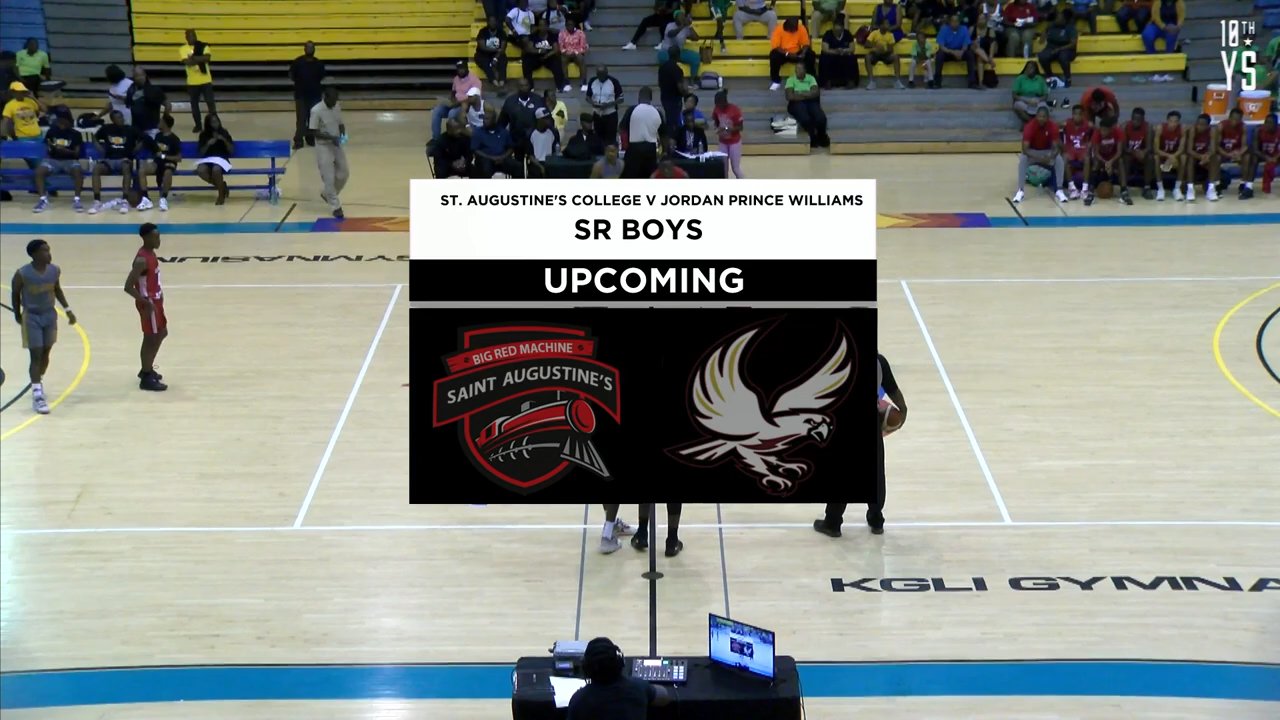 10TH
YS
ST. AUGUSTINE'S COLLEGE V JORDAN PRINCE WILLIAMS
SR BOYS
UPCOMING
BIG RED MACHINE
SAINT AUGUSTINE'S
GYMNASIUM
KGLI GYMNA